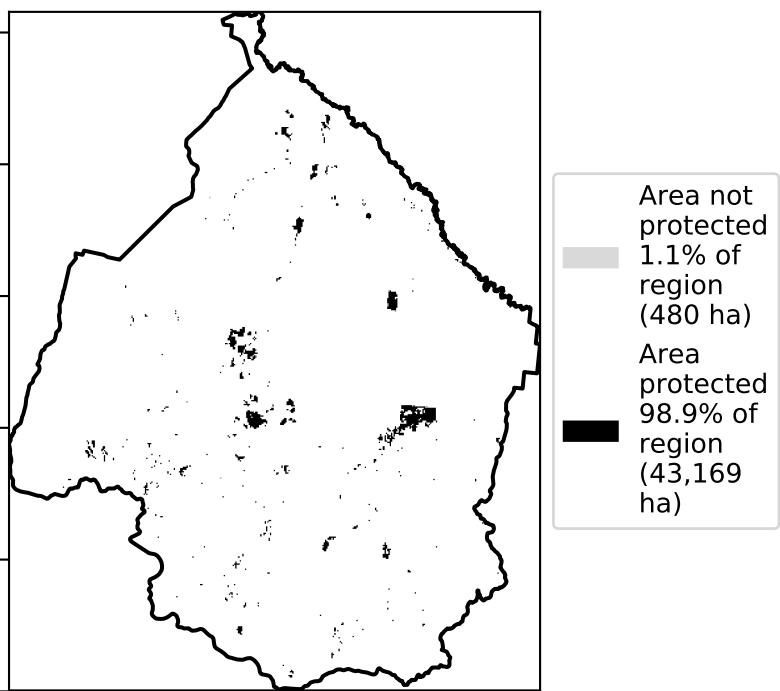 Area not
protected
1.1% of
region
(480 ha)
Area
protected
98.9% of
region
(43,169
ha)